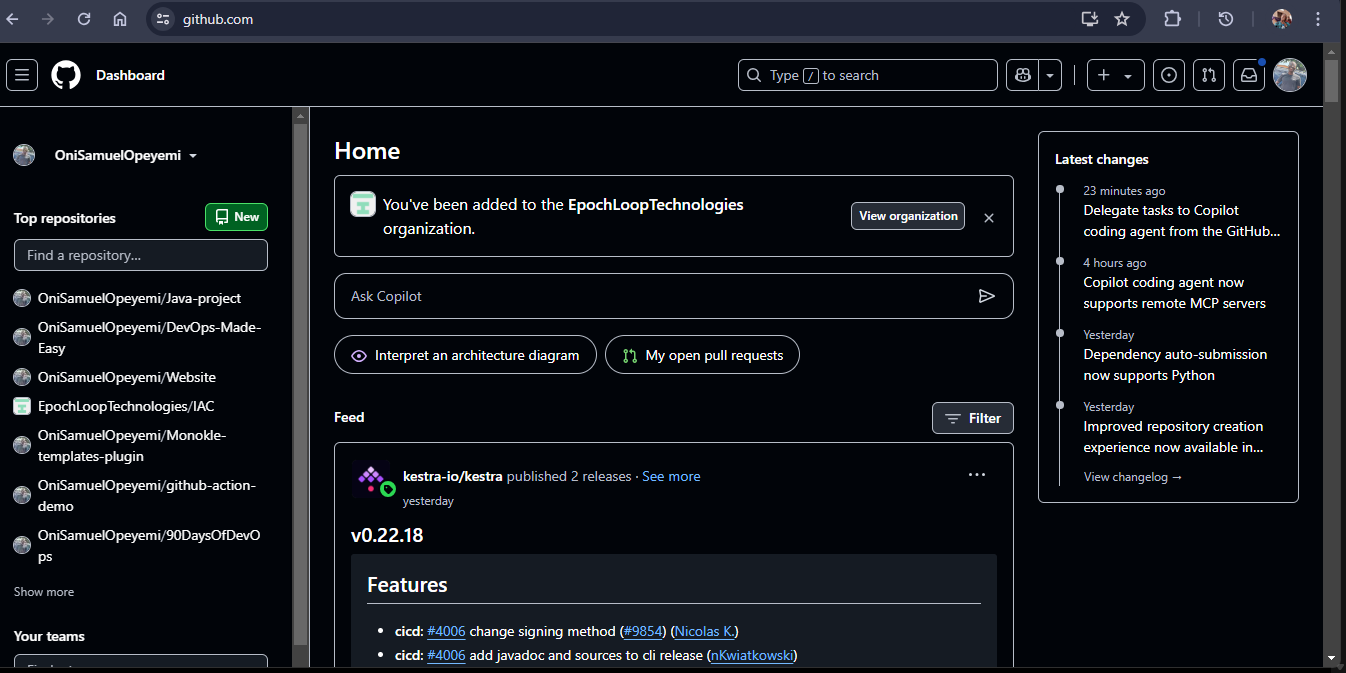 github.com
Dashboard
Type / to search
OniSamuelOpeyemi
Top repositories
New
Find a repository...
OniSamuelOpeyemi/Java-project
OniSamuelOpeyemi/DevOps-Made-
Easy
OniSamuelOpeyemi/Website
EpochLoopTechnologies/IAC
OniSamuelOpeyemi/Monokle-
templates-plugin
OniSamuelOpeyemi/github-action-
demo
OniSamuelOpeyemi/90DaysOfDevO
ps
Show more
Your teams
Home
You've been added to the EpochLoopTechnologies
organization.
View organization
Ask Copilot
Interpret an architecture diagram
My open pull requests
Feed
Filter
kestra-io/kestra published 2 releases · See more
yesterday
v0.22.18
Features
• cicd: #4006 change signing method (#9854) (Nicolas K.)
• cicd: #4006 add javadoc and sources to cli release (nKwiatkowski)
Latest changes
23 minutes ago
Delegate tasks to Copilot
coding agent from the GitHub...
4 hours ago
Copilot coding agent now
supports remote MCP servers
Yesterday
Dependency auto-submission
now supports Python
Yesterday
Improved repository creation
experience now available in...
View changelog →